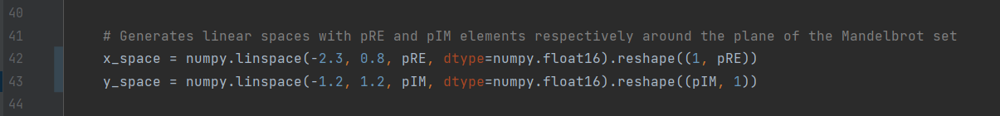 40
41 # Generates linear spaces with pRE and pIM elements respectively around the plane of the Mandelbrot set
42 x_space = numpy.linspace(-2.3, 0.8, pRE, dtype=numpy.float16).reshape((1, pRE))
43 y_space = numpy.linspace(-1.2, 1.2, pIM, dtype=numpy.float16).reshape((pIM, 1))
44